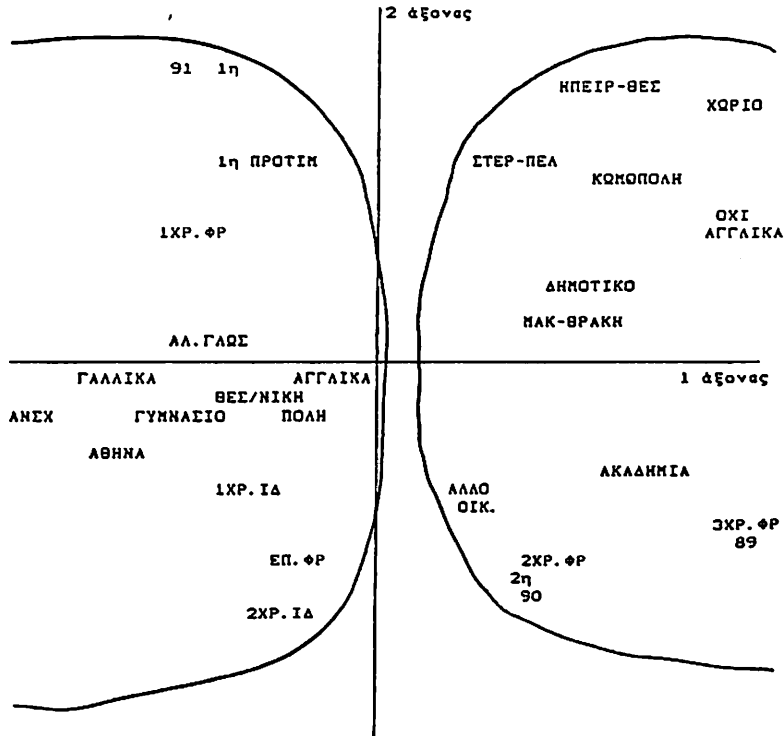 2 άξονας
91 1η
ΗΠΕΙΡ-ΘΕΣ
ΧΩΡΙΟ
1η ΠΡΟΤΙΜ
ΣΤΕΡ-ΠΕΛ
ΚΩΜΟΠΟΛΗ
ΟΧΙ
ΑΓΓΛΙΚΑ
1ΧΡ.ΦΡ
ΔΗΜΟΤΙΚΟ
ΜΑΚ-ΘΡΑΚΗ
ΑΛ.ΓΛΩΣ
ΓΑΛΛΙΚΑ
ΑΓΓΛΙΚΑ
1 άξονας
ΘΕΣ/ΝΙΚΗ
ΑΝΣΧ
ΓΥΜΝΑΣΙΟ
ΠΟΛΗ
ΑΘΗΝΑ
ΑΚΑΔΗΜΙΑ
1ΧΡ.ΙΔ
ΑΛΛΟ
ΟΙΚ.
3ΧΡ.ΦΡ
89
ΕΠ.ΦΡ
2ΧΡ.ΦΡ
2η
90
2ΧΡ.ΙΔ